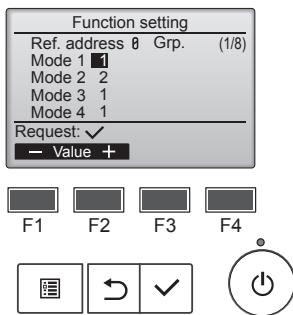 Function setting
Ref. address 0 Grp. (1/8)
Mode 1 1
Mode 2 2
Mode 3 1
Mode 4 1
Request: ✓
− Value +
F1 F2 F3 F4